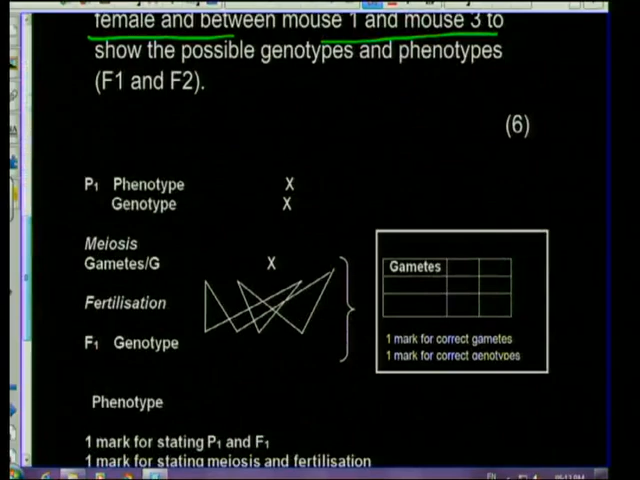 female and between mouse 1 and mouse 3 to
show the possible genotypes and phenotypes
(F1 and F2).
(6)
P1 Phenotype X
Genotype X
Meiosis
Gametes/G X
Fertilisation
F1 Genotype
Gametes
1 mark for correct gametes
1 mark for correct genotypes
Phenotype
1 mark for stating P1 and F1
1 mark for stating meiosis and fertilisation